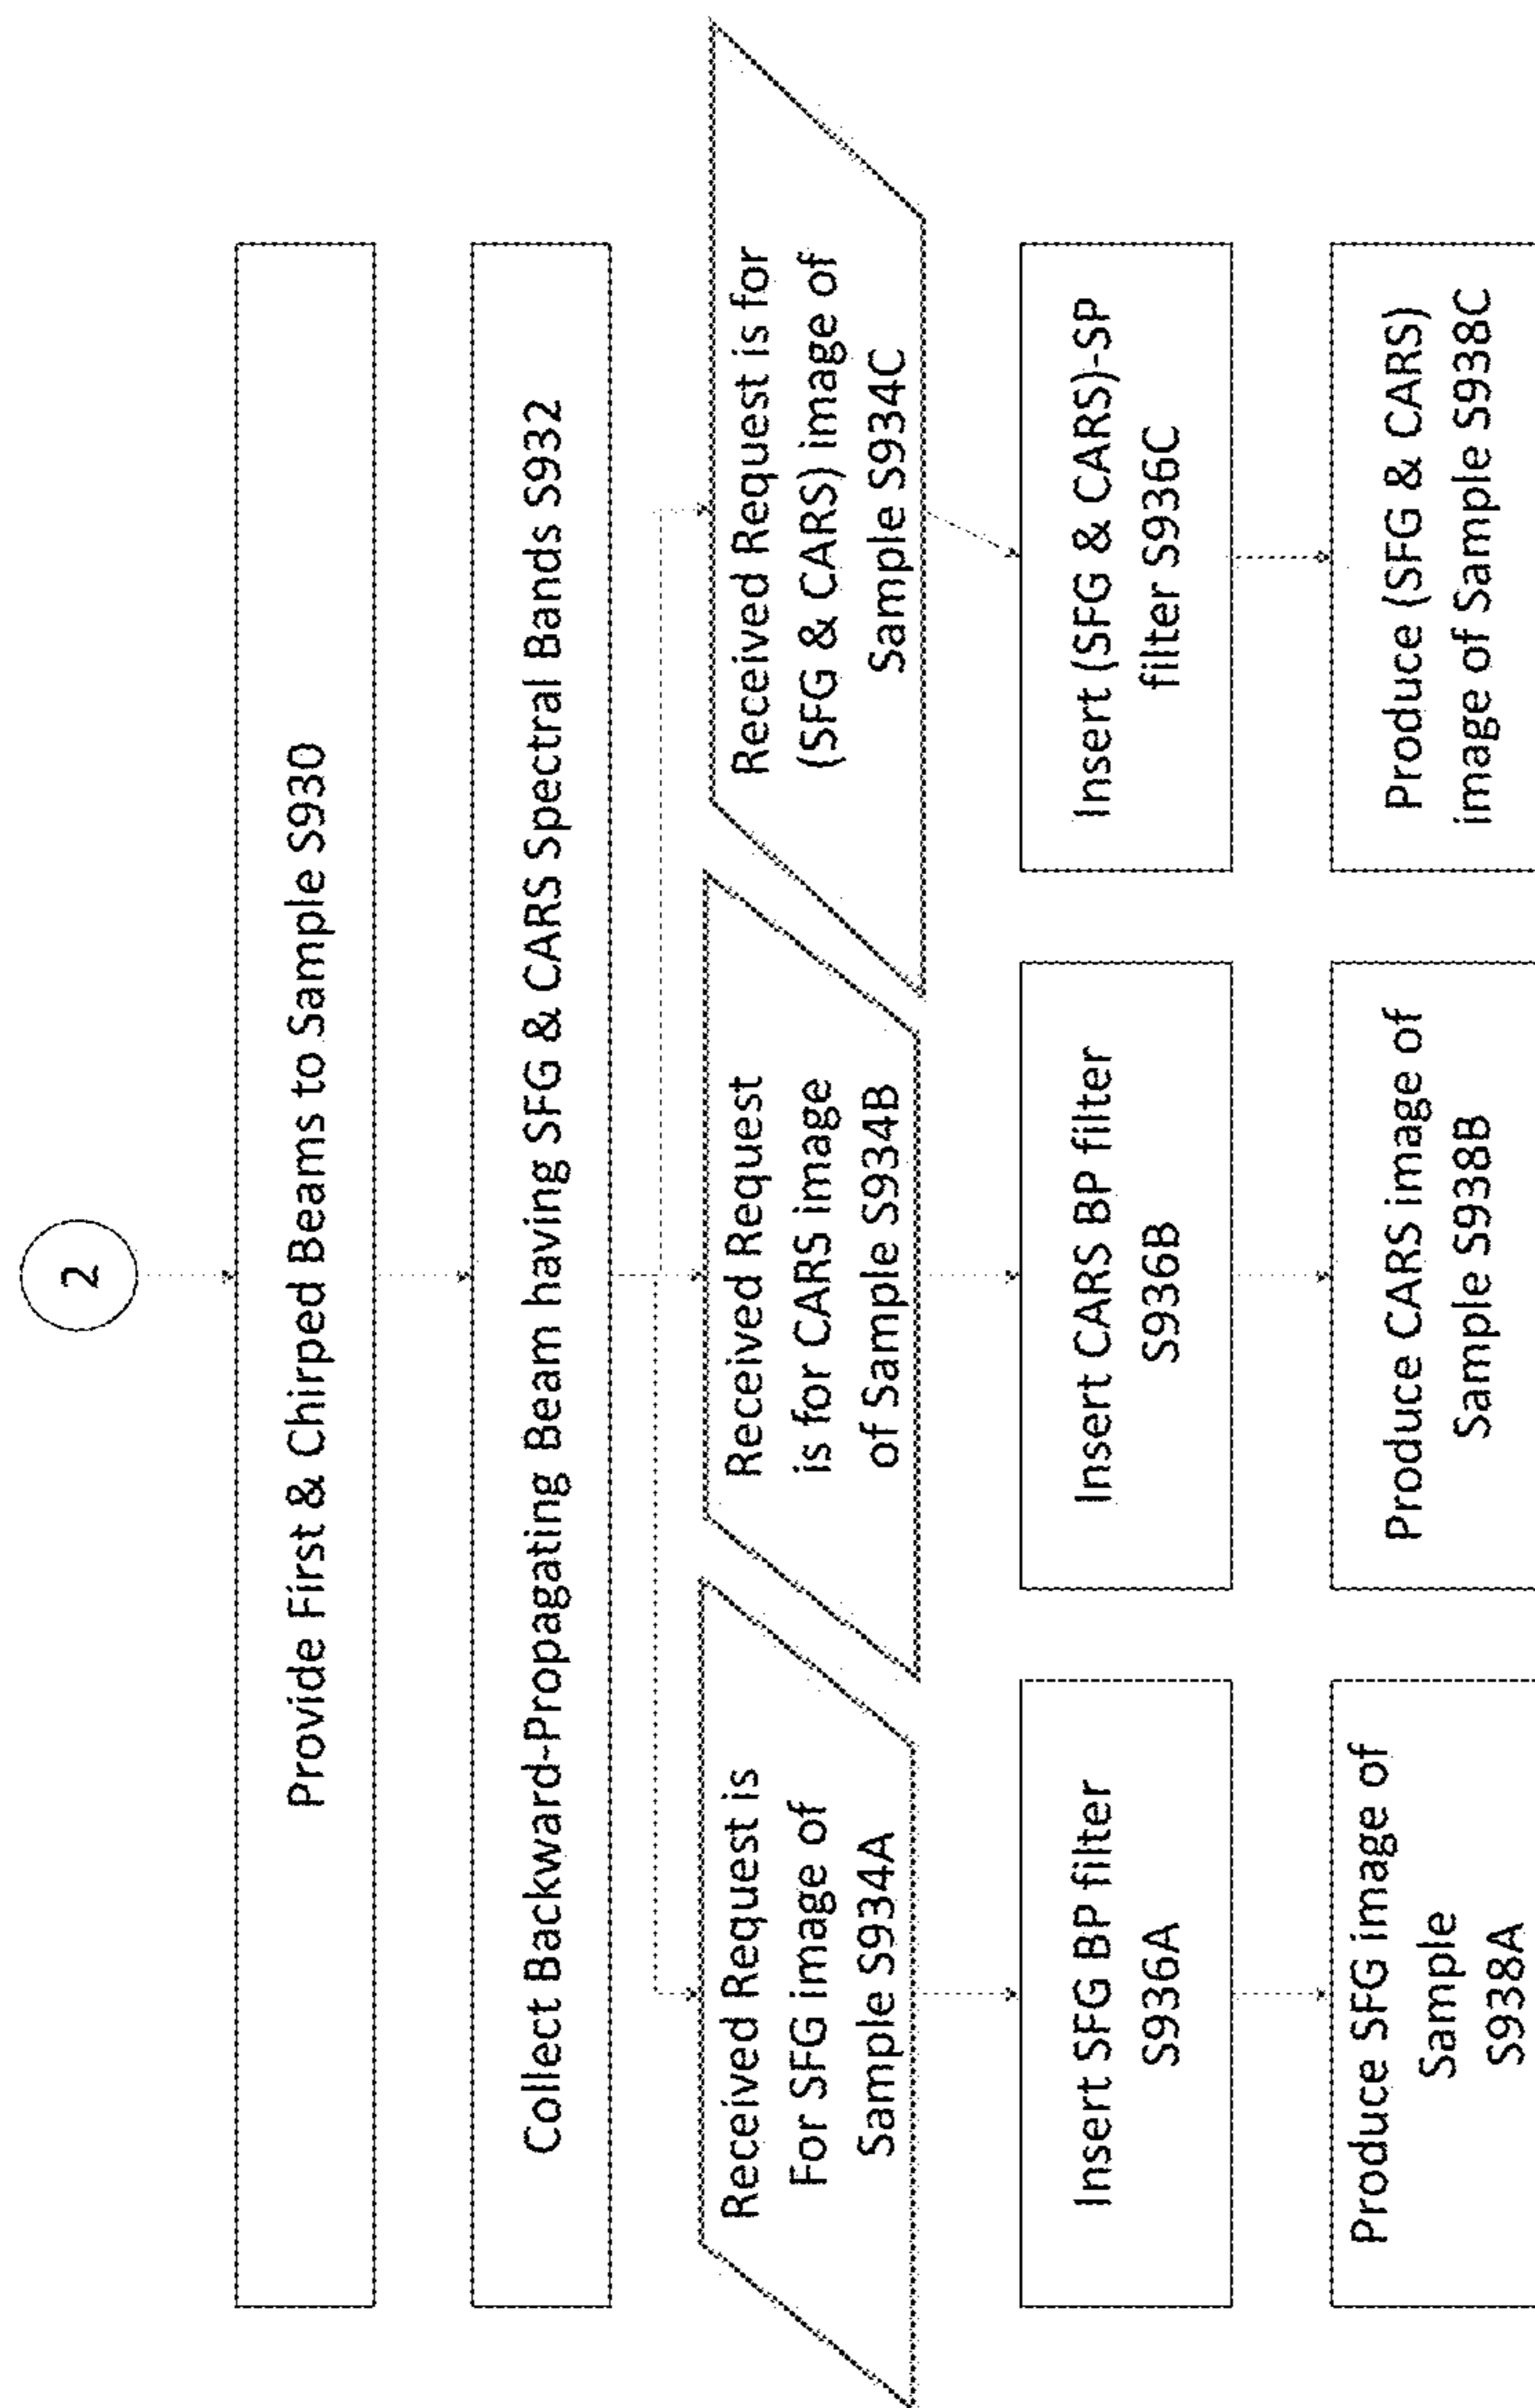 2
Provide First & Chirped Beams to Sample S930
Collect Backward-Propagating Beam having SFG & CARS Spectral Bands S932
Received Request is
For SFG image of
Sample S934A
Received Request
is for CARS image
of Sample S934B
Received Request is for
(SFG & CARS) image of
Sample S934C
Insert SFG BP filter
S936A
Insert CARS BP filter
S936B
Insert (SFG & CARS)-SP
filter S936C
Produce SFG image of
Sample
S938A
Produce CARS image of
Sample S938B
Produce (SFG & CARS)
image of Sample S938C